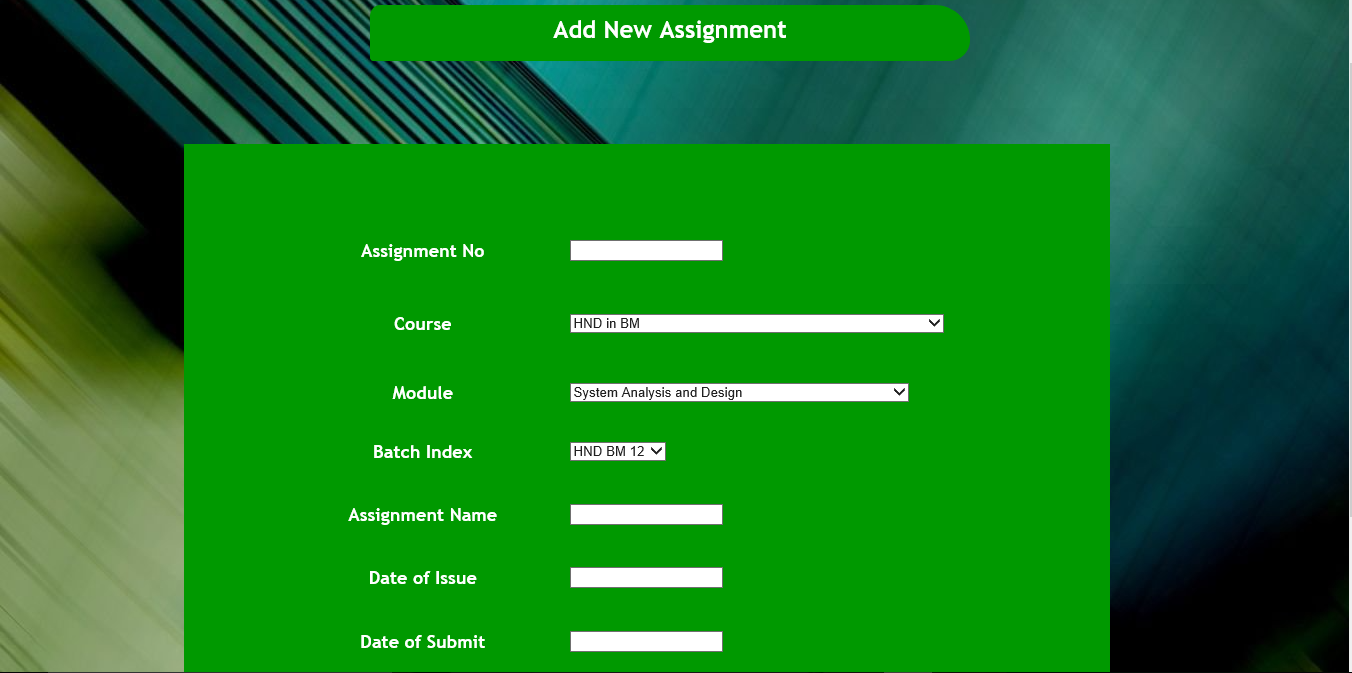 Add New Assignment
Assignment No
Course HND in BM
Module System Analysis and Design
Batch Index HND BM 12
Assignment Name
Date of Issue
Date of Submit